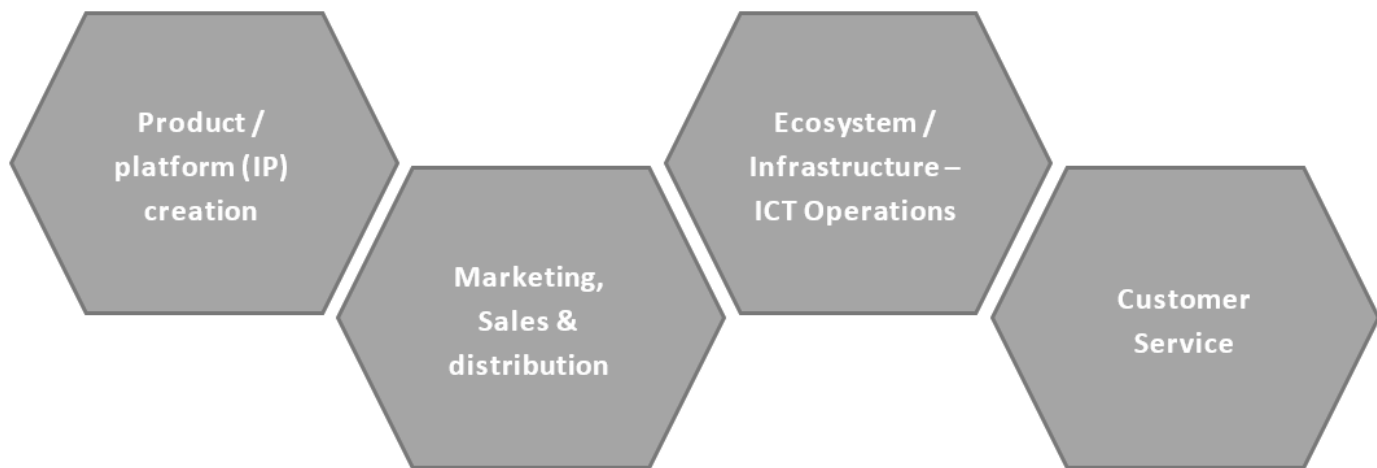 Product /
platform (IP)
creation
Marketing,
Sales &
distribution
Ecosystem /
Infrastructure –
ICT Operations
Customer
Service